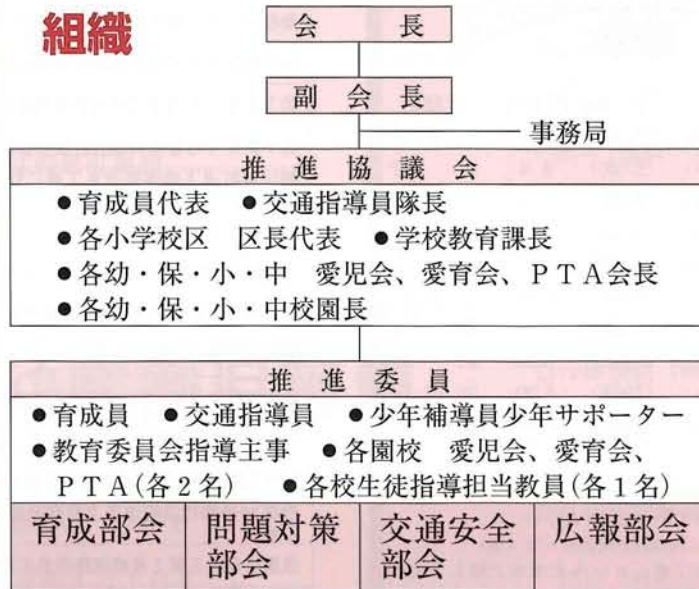 組織
会長
副会長
事務局
推進協議会
●育成員代表 ●交通指導員隊長
●各小学校区 区長代表 ●学校教育課長
●各幼・保・小・中 愛児会、愛育会、PTA会長
●各幼・保・小・中校園長
推進委員
●育成員 ●交通指導員 ●少年補導員少年サポーター
●教育委員会指導主事 ●各園校 愛児会、愛育会、
PTA(各2名) ●各校生徒指導担当教員(各1名)
育成部会
問題対策
部会
交通安全
部会
広報部会